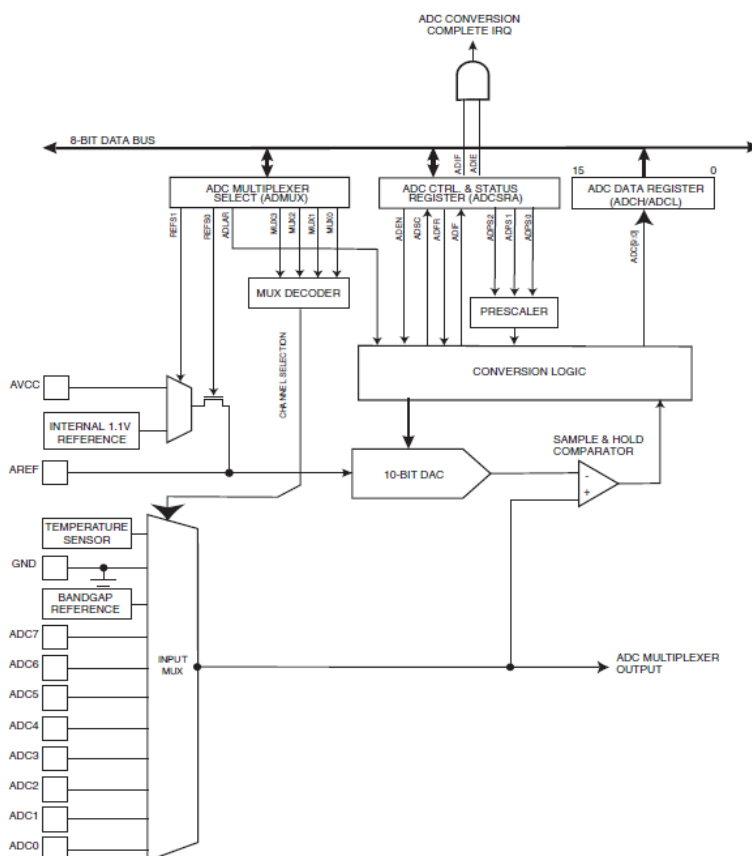 ADC CONVERSION
COMPLETE IRQ
8-BIT DATA BUS
ADIF
ADIE
15
0
ADC MULTIPLEXER
SELECT (ADMUX)
ADC CTRL. & STATUS
REGISTER (ADCSRA)
ADC DATA REGISTER
(ADCH/ADCL)
REFS1
REFS0
ADLAR
MUX3
MUX2
MUX1
MUX0
ADEN
ADSC
ADFR
ADIF
ADPS2
ADPS1
ADPS0
ADC[9:0]
MUX DECODER
PRESCALER
CHANNEL SELECTION
CONVERSION LOGIC
AVCC
INTERNAL 1.1V
REFERENCE
SAMPLE & HOLD
COMPARATOR
AREF
10-BIT DAC
-
+
TEMPERATURE
SENSOR
GND
BANDGAP
REFERENCE
ADC7
INPUT
MUX
ADC MULTIPLEXER
OUTPUT
ADC6
ADC5
ADC4
ADC3
ADC2
ADC1
ADC0